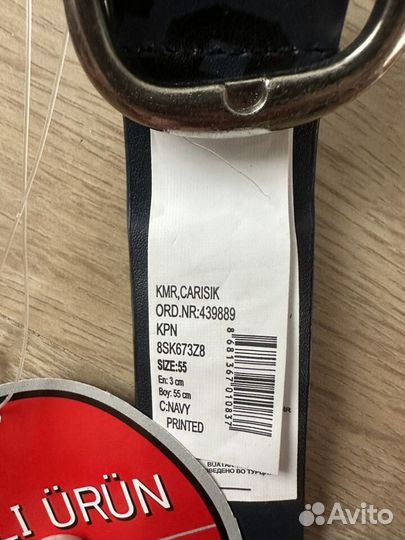 KMR,CARISIK
ORD.NR:439889
KPN
8SK673Z8
SIZE:55
En: 3 cm
Boy: 55 cm
C:NAVY
PRINTED
8681367010837
LI ÜRÜN
Avito